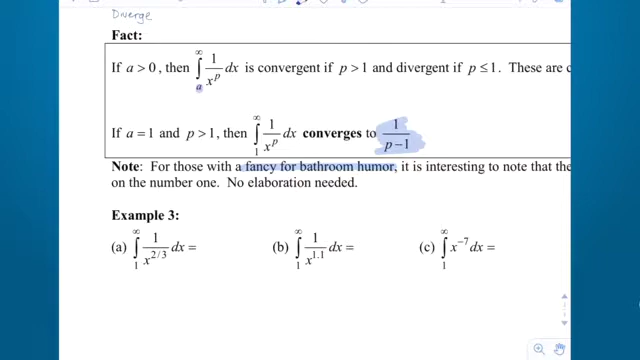 Diverge
Fact:
If a > 0, then ∫_a^∞ 1/x^p dx is convergent if p > 1 and divergent if p ≤ 1. These are c
If a = 1 and p > 1, then ∫_1^∞ 1/x^p dx converges to 1/(p−1)
Note: For those with a fancy for bathroom humor, it is interesting to note that the
on the number one. No elaboration needed.
Example 3:
(a) ∫_1^∞ 1/x^(2/3) dx = (b) ∫_1^∞ 1/x^1.1 dx = (c) ∫_1^∞ x^−7 dx =